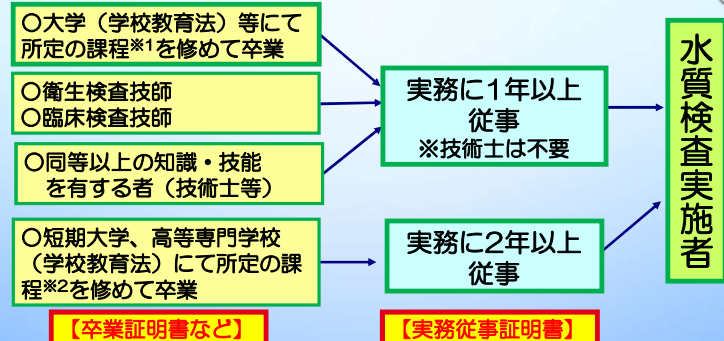 ○大学（学校教育法）等にて
所定の課程※1を修めて卒業
○衛生検査技師
○臨床検査技師
○同等以上の知識・技能
を有する者（技術士等）
○短期大学、高等専門学校
（学校教育法）にて所定の課
程※2を修めて卒業
【卒業証明書など】
実務に1年以上
従事
※技術士は不要
実務に2年以上
従事
【実務従事証明書】
水質検査実施者